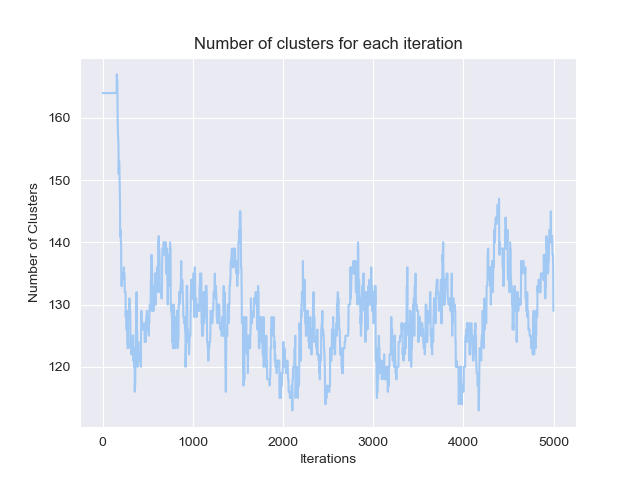 Number of clusters for each iteration
Number of Clusters
160
150
140
130
120
0 1000 2000 3000 4000 5000
Iterations